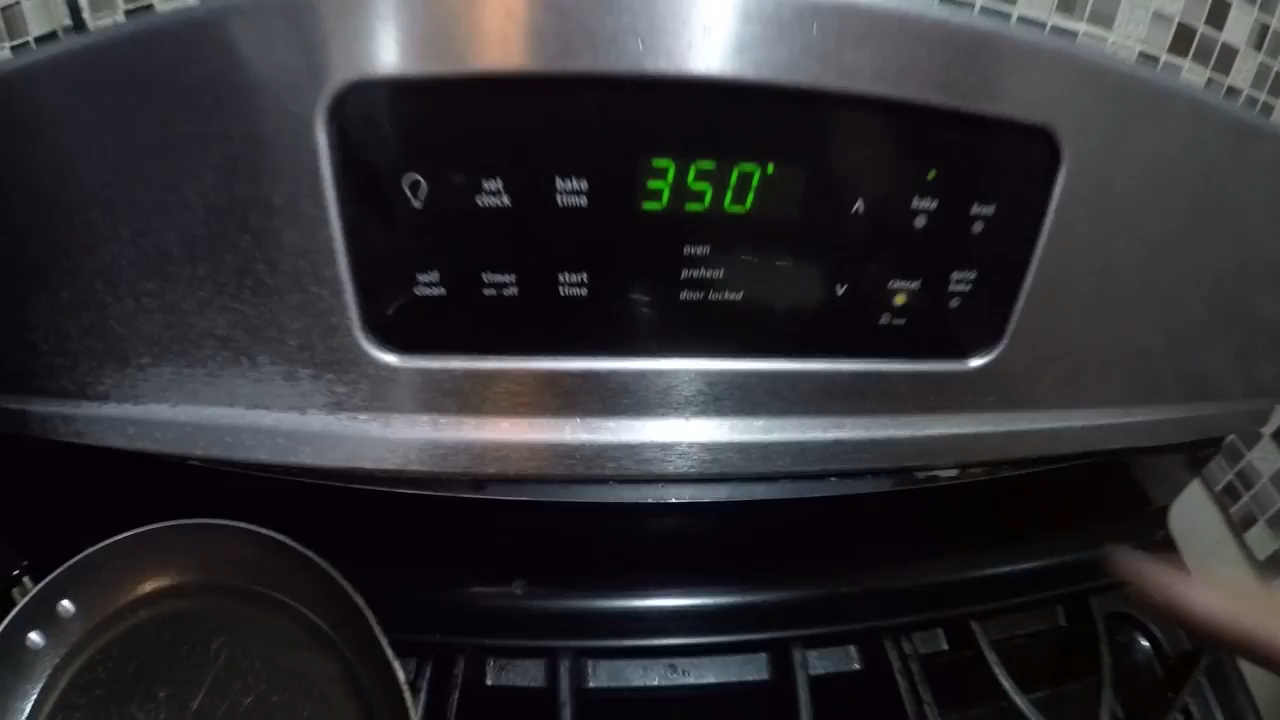 set
clock
bake
time
350°
bake
broil
self
clean
timer
on·off
start
time
oven
preheat
door locked
cancel
quick
bake